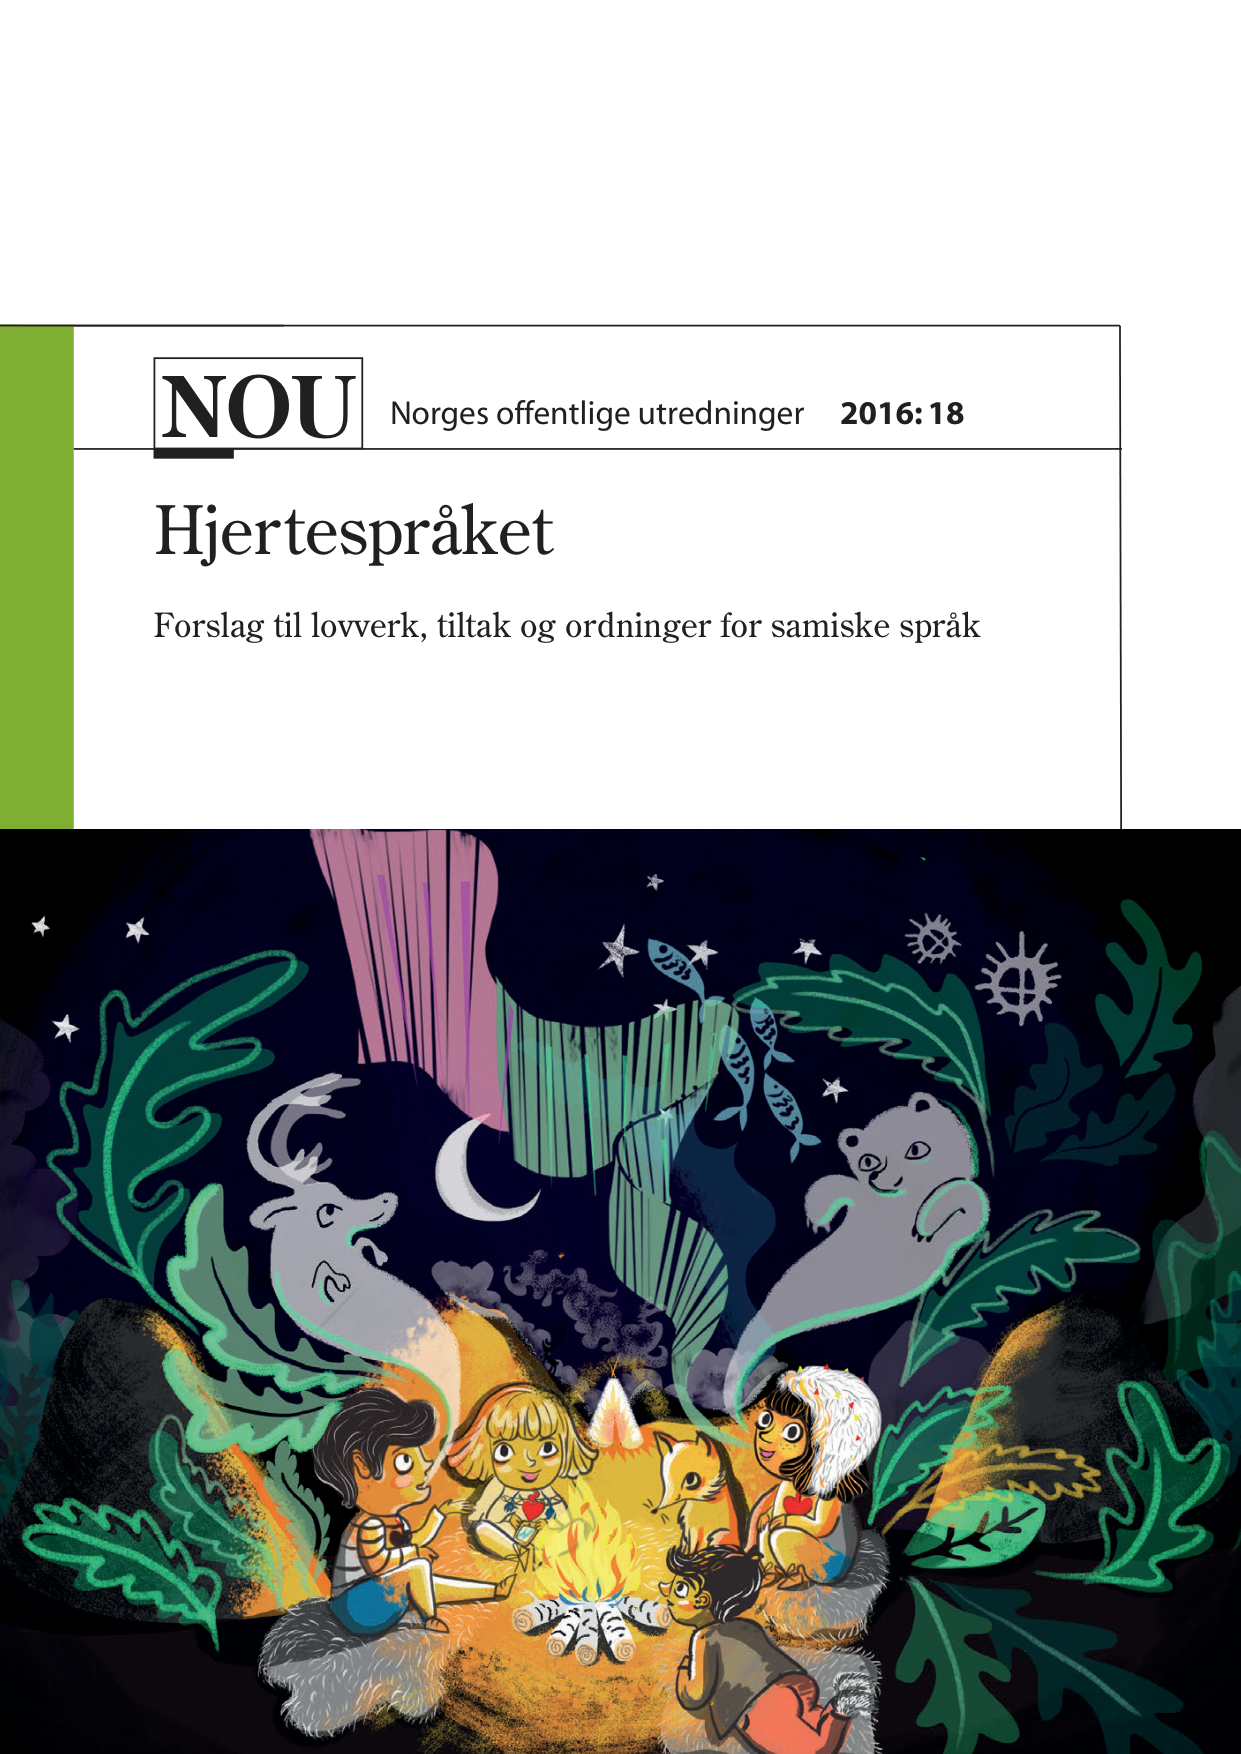 NOU Norges offentlige utredninger 2016: 18
Hjertespråket
Forslag til lovverk, tiltak og ordninger for samiske språk